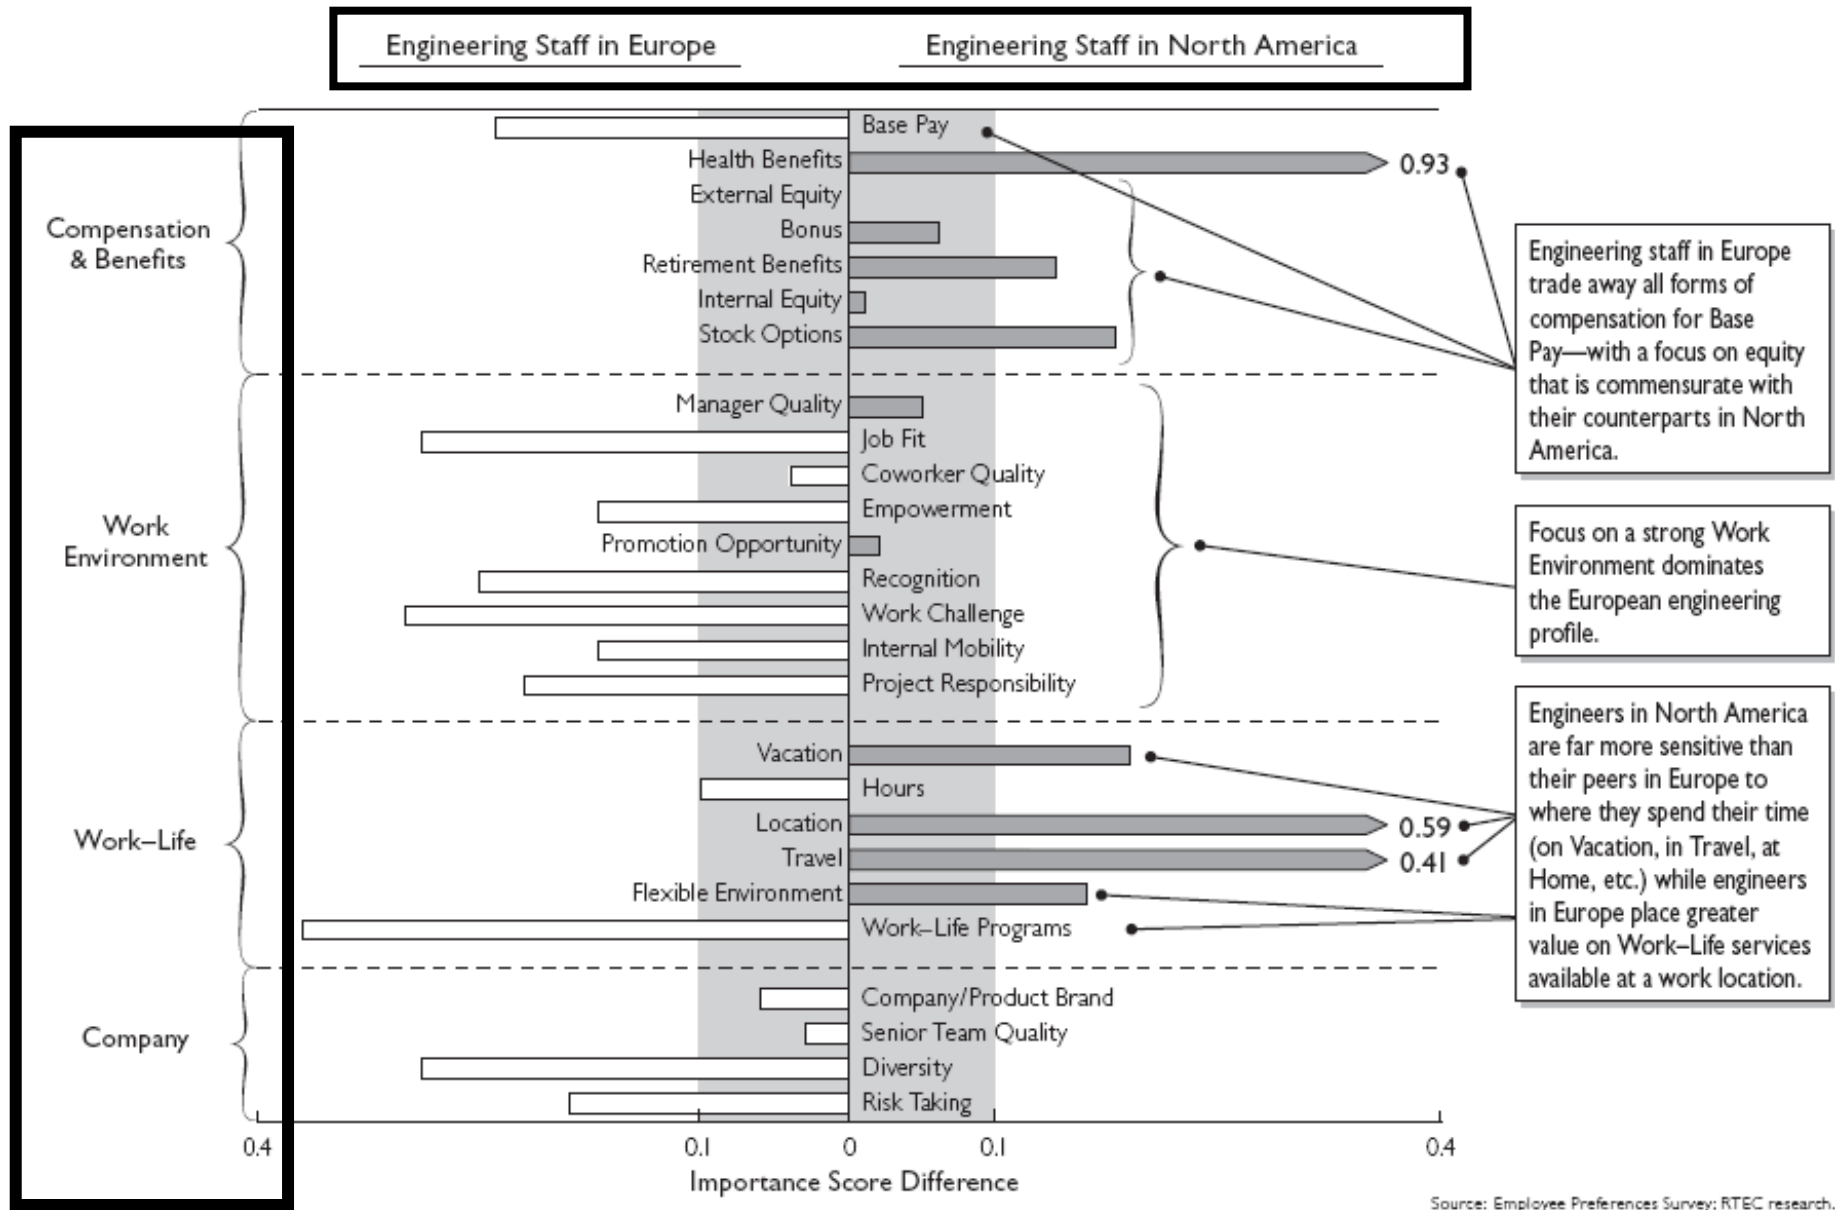 Engineering Staff in Europe
Engineering Staff in North America
Compensation
& Benefits
Base Pay
Health Benefits
0.93
External Equity
Bonus
Retirement Benefits
Internal Equity
Stock Options
Engineering staff in Europe
trade away all forms of
compensation for Base
Pay—with a focus on equity
that is commensurate with
their counterparts in North
America.
Work
Environment
Manager Quality
Job Fit
Coworker Quality
Empowerment
Promotion Opportunity
Recognition
Work Challenge
Internal Mobility
Project Responsibility
Focus on a strong Work
Environment dominates
the European engineering
profile.
Work–Life
Vacation
Hours
Location
0.59
Travel
0.41
Flexible Environment
Work–Life Programs
Engineers in North America
are far more sensitive than
their peers in Europe to
where they spend their time
(on Vacation, in Travel, at
Home, etc.) while engineers
in Europe place greater
value on Work–Life services
available at a work location.
Company
Company/Product Brand
Senior Team Quality
Diversity
Risk Taking
0.4 0.1 0 0.1 0.4
Importance Score Difference
Source: Employee Preferences Survey; RTEC research.